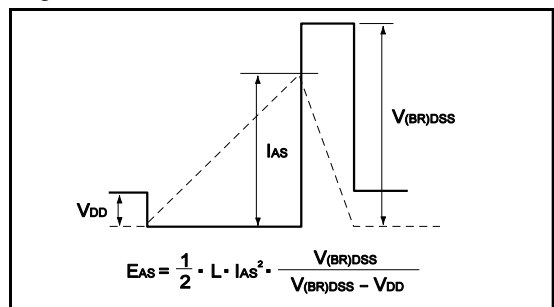 V(BR)DSS
IAS
VDD
EAS = 1/2 · L · IAS² · V(BR)DSS / V(BR)DSS – VDD